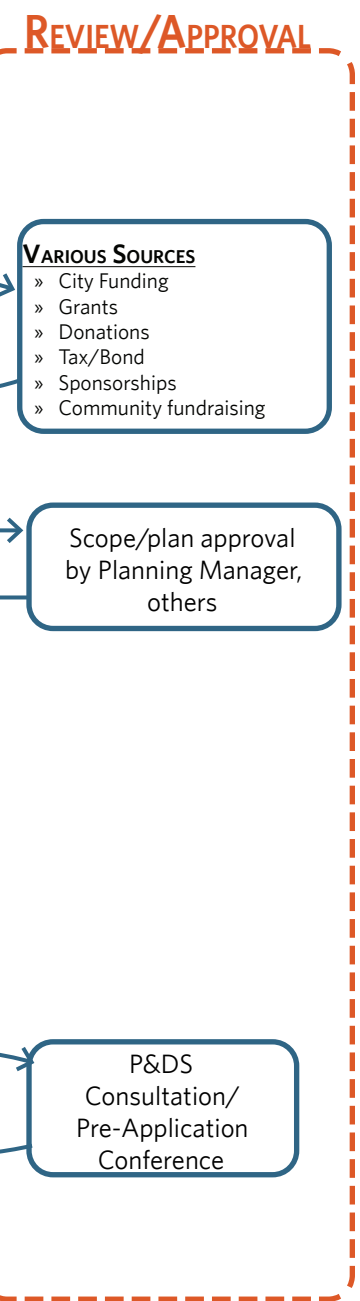 Review/Approval
Various Sources
» City Funding
» Grants
» Donations
» Tax/Bond
» Sponsorships
» Community fundraising
Scope/plan approval
by Planning Manager,
others
P&DS
Consultation/
Pre-Application
Conference